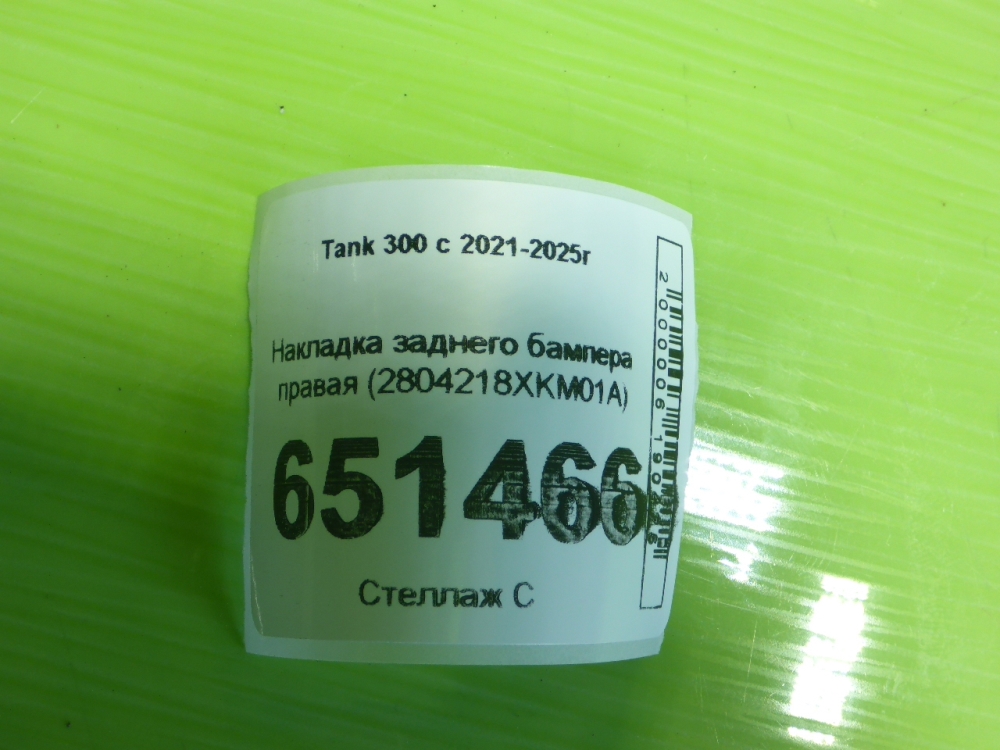 Tank 300 с 2021-2025г
Накладка заднего бампера
правая (2804218XKM01A)
651466
Стеллаж С